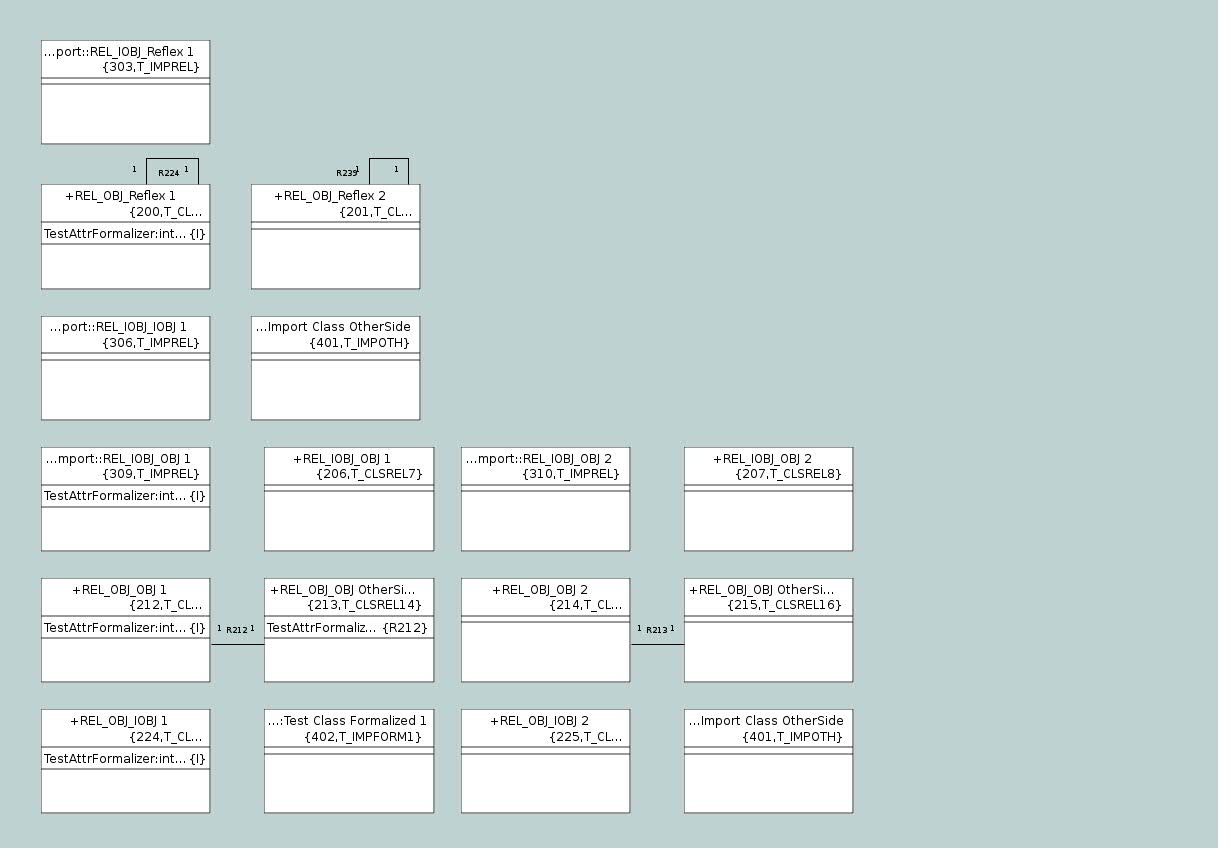 ...port::REL_IOBJ_Reflex 1
{303,T_IMPREL}
1 R224 1
R239 1 1
+REL_OBJ_Reflex 1
{200,T_CL...
TestAttrFormalizer:int... {I}
+REL_OBJ_Reflex 2
{201,T_CL...
...port::REL_IOBJ_IOBJ 1
{306,T_IMPREL}
...Import Class OtherSide
{401,T_IMPOTH}
...mport::REL_IOBJ_OBJ 1
{309,T_IMPREL}
TestAttrFormalizer:int... {I}
+REL_IOBJ_OBJ 1
{206,T_CLSREL7}
...mport::REL_IOBJ_OBJ 2
{310,T_IMPREL}
+REL_IOBJ_OBJ 2
{207,T_CLSREL8}
+REL_OBJ_OBJ 1
{212,T_CL...
TestAttrFormalizer:int... {I}
1 R212 1
+REL_OBJ_OBJ OtherSi...
{213,T_CLSREL14}
TestAttrFormaliz... {R212}
+REL_OBJ_OBJ 2
{214,T_CL...
1 R213 1
+REL_OBJ_OBJ OtherSi...
{215,T_CLSREL16}
+REL_OBJ_IOBJ 1
{224,T_CL...
TestAttrFormalizer:int... {I}
...:Test Class Formalized 1
{402,T_IMPFORM1}
+REL_OBJ_IOBJ 2
{225,T_CL...
...Import Class OtherSide
{401,T_IMPOTH}